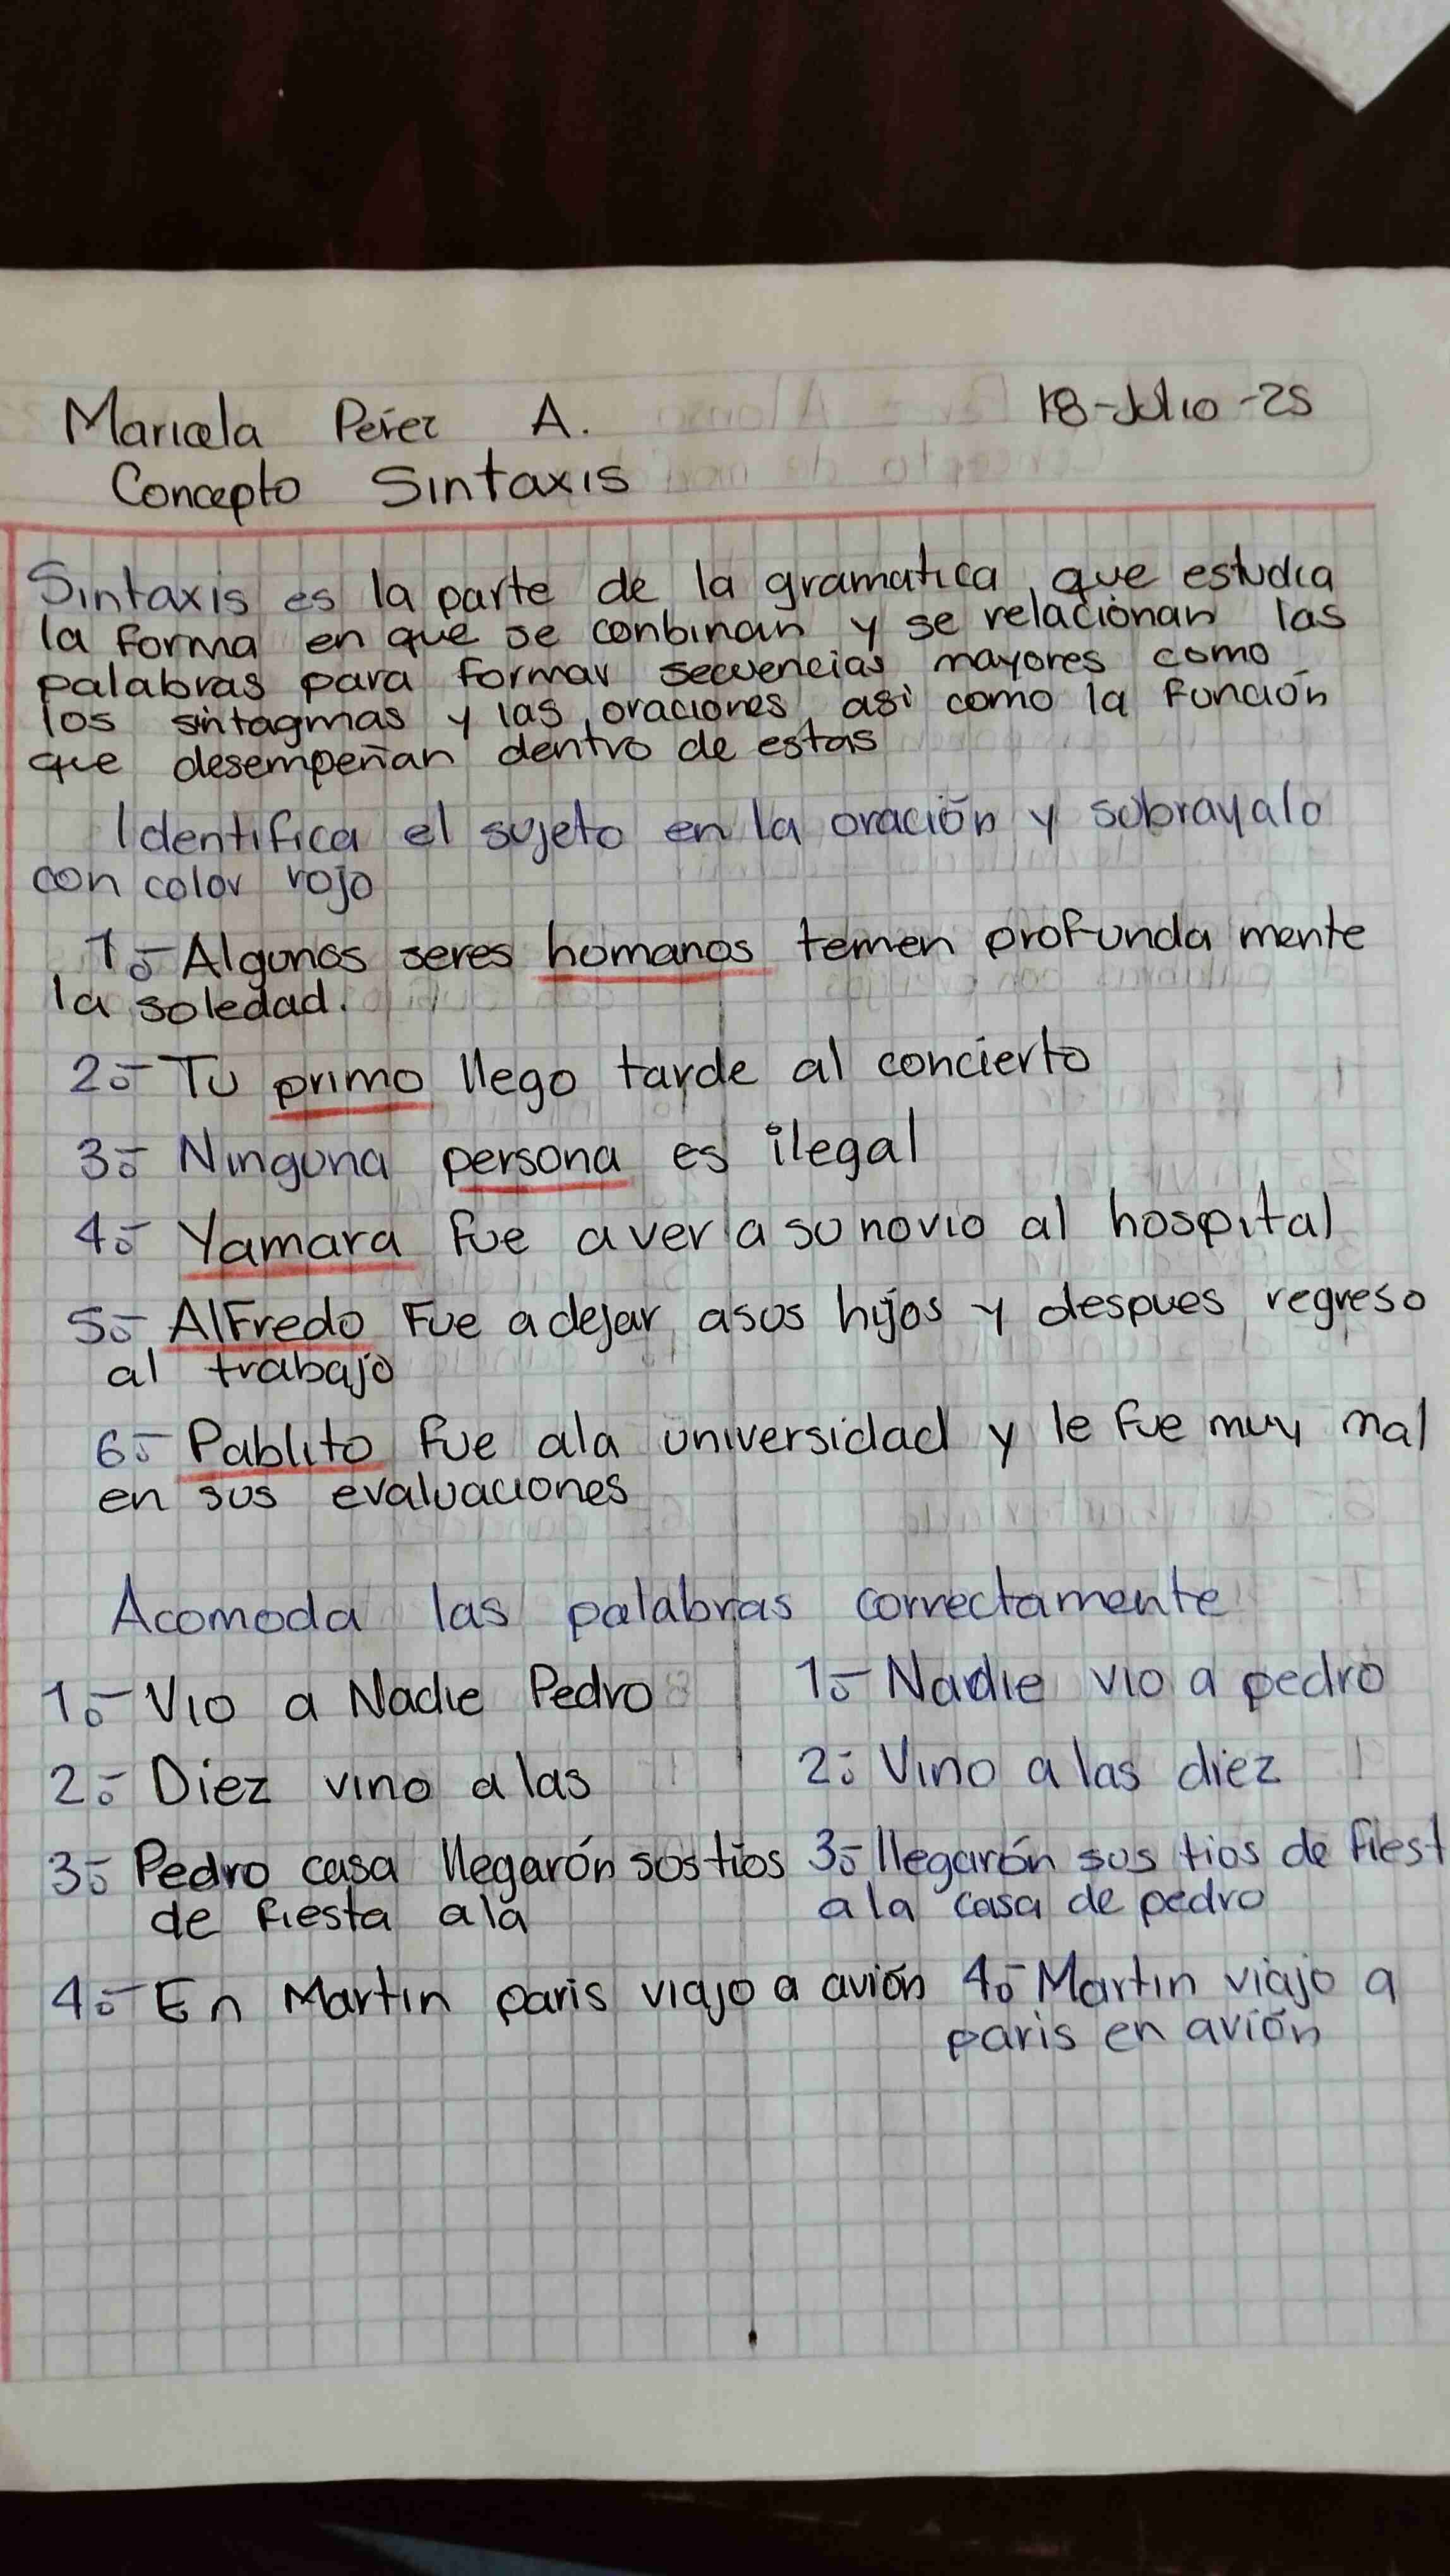 Maricela Pérez A. 18-Julio-25
Concepto Sintaxis
Sintaxis es la parte de la gramatica, que estudia
la forma en que se conbinan y se relacionan las
palabras para formar secuencias mayores como
los sintagmas y las oraciones, asi como la función
que desempeñan dentro de estas
Identifica el sujeto en la oración y subrayalo
con color rojo
1.- Algunos seres humanos temen profunda mente
la soledad.
2.- Tu primo llego tarde al concierto
3.- Ninguna persona es ilegal
4.- Yamara fue a ver a su novio al hospital
5.- Alfredo Fue a dejar asus hijos y despues regreso
al trabajo
6.- Pablito fue ala universidad y le fue muy mal
en sus evaluaciones
Acomoda las palabras correctamente
1.- Vio a Nadie Pedro 1.- Nadie vio a pedro
2.- Diez vino a las 2.- Vino a las diez
3.- Pedro casa llegarón sus tios 3.- llegarón sus tios de fiest
de fiesta ala ala casa de pedro
4.- En Martin paris viajo a avión 4.- Martin viajo a
paris en avión